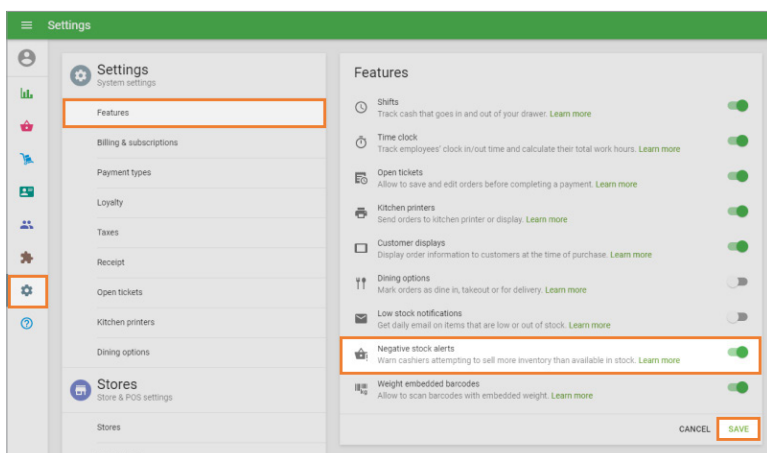 Settings
Settings
System settings
Features
Billing & subscriptions
Payment types
Loyalty
Taxes
Receipt
Open tickets
Kitchen printers
Dining options
Stores
Store & POS settings
Stores
Features
Shifts
Track cash that goes in and out of your drawer. Learn more
Time clock
Track employees' clock in/out time and calculate their total work hours. Learn more
Open tickets
Allow to save and edit orders before completing a payment. Learn more
Kitchen printers
Send orders to kitchen printer or display. Learn more
Customer displays
Display order information to customers at the time of purchase. Learn more
Dining options
Mark orders as dine in, takeout or for delivery. Learn more
Low stock notifications
Get daily email on items that are low or out of stock. Learn more
Negative stock alerts
Warn cashiers attempting to sell more inventory than available in stock. Learn more
Weight embedded barcodes
Allow to scan barcodes with embedded weight. Learn more
CANCEL SAVE